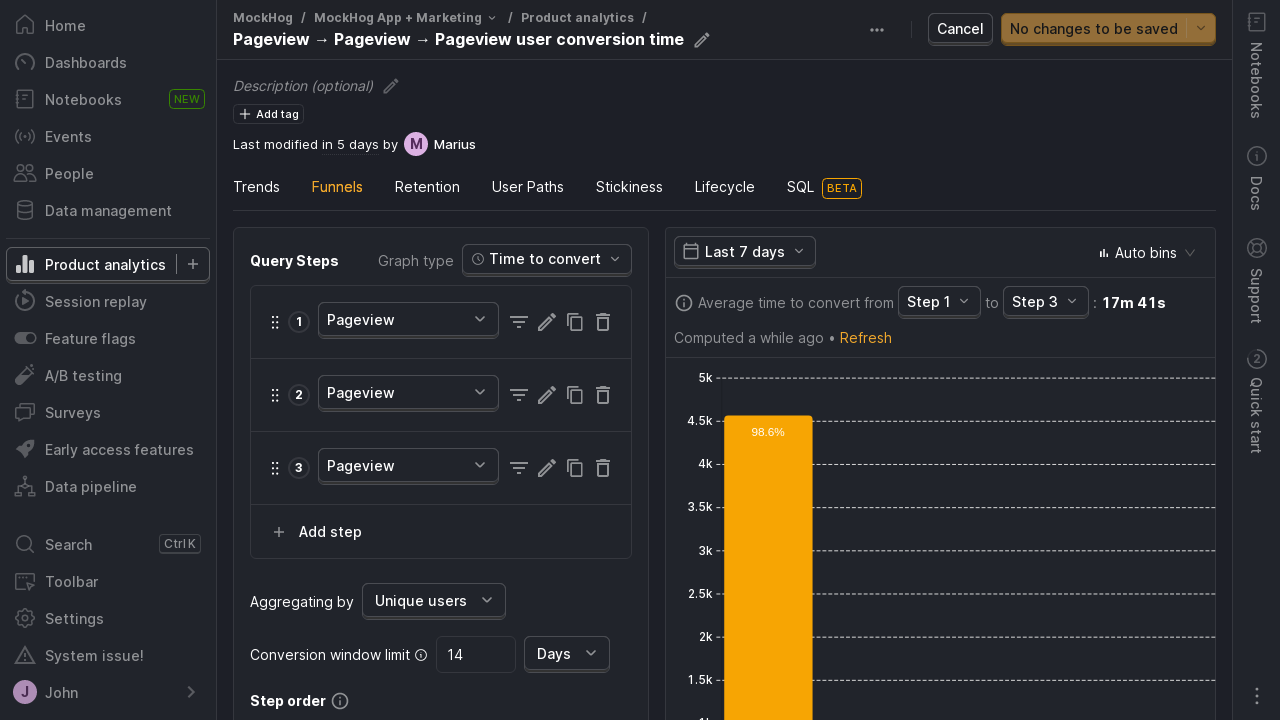 Home
Dashboards
Notebooks NEW
Events
People
Data management
Product analytics
Session replay
Feature flags
A/B testing
Surveys
Early access features
Data pipeline
Search Ctrl K
Toolbar
Settings
System issue!
J John
MockHog / MockHog App + Marketing / Product analytics /
Pageview → Pageview → Pageview user conversion time
Cancel
No changes to be saved
Description (optional)
Add tag
Last modified in 5 days by M Marius
Trends Funnels Retention User Paths Stickiness Lifecycle SQL BETA
Query Steps Graph type Time to convert
1 Pageview
2 Pageview
3 Pageview
Add step
Aggregating by Unique users
Conversion window limit 14 Days
Step order
Last 7 days Auto bins
Average time to convert from Step 1 to Step 3 : 17m 41s
Computed a while ago • Refresh
5k
4.5k
98.6%
4k
3.5k
3k
2.5k
2k
1.5k
Notebooks
Docs
Support
2
Quick start